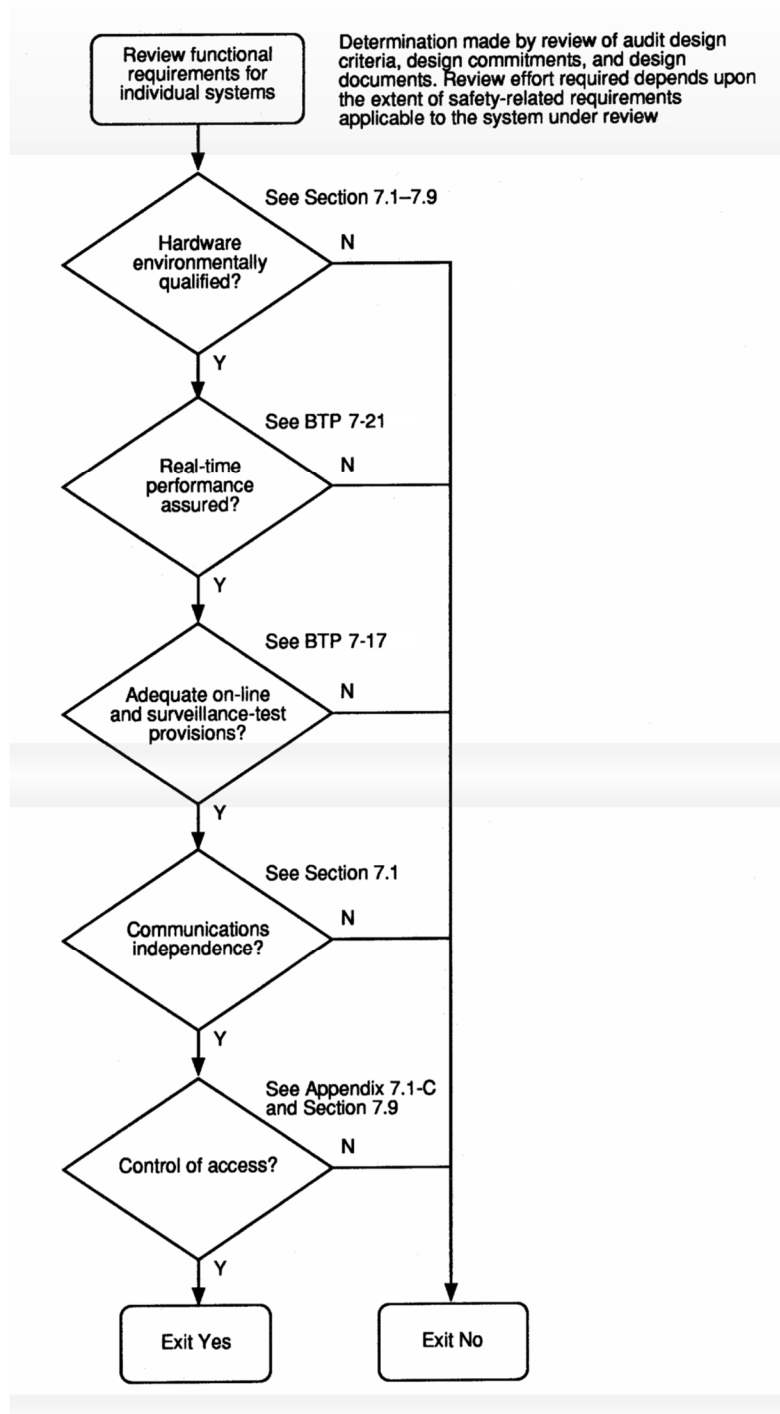 Review functional
requirements for
individual systems
Determination made by review of audit design
criteria, design commitments, and design
documents. Review effort required depends upon
the extent of safety-related requirements
applicable to the system under review
See Section 7.1–7.9
Hardware
environmentally
qualified?
N
Y
See BTP 7-21
Real-time
performance
assured?
N
Y
See BTP 7-17
Adequate on-line
and surveillance-test
provisions?
N
Y
See Section 7.1
Communications
independence?
N
Y
See Appendix 7.1-C
and Section 7.9
Control of access?
N
Y
Exit Yes
Exit No